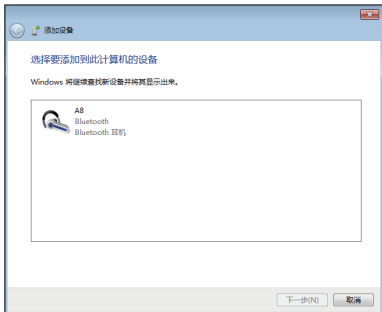 添加设备
选择要添加到此计算机的设备
Windows 将继续查找新设备并将其显示出来。
A8
Bluetooth
Bluetooth 耳机
下一步(N)
取消